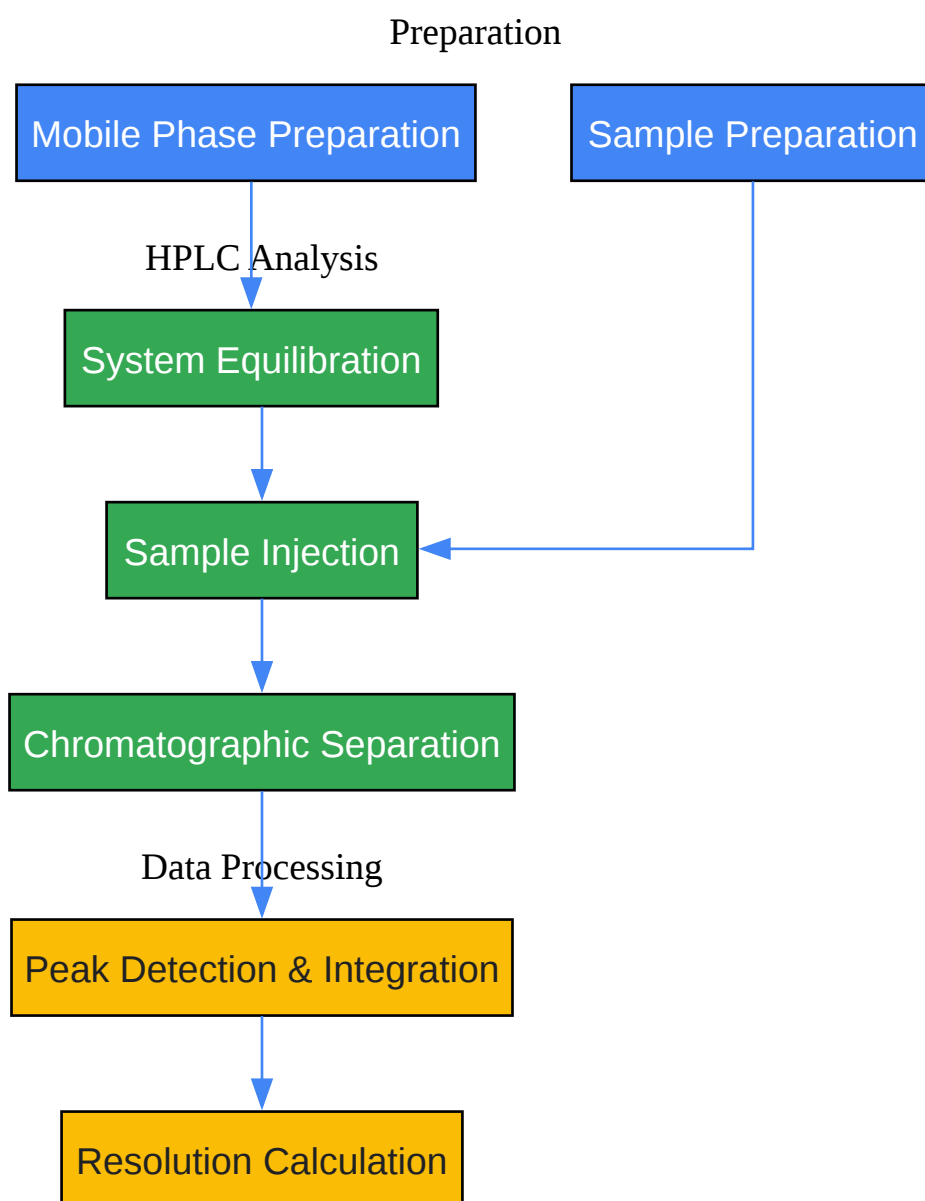 Preparation
Mobile Phase Preparation
Sample Preparation
HPLC Analysis
System Equilibration
Sample Injection
Chromatographic Separation
Data Processing
Peak Detection & Integration
Resolution Calculation